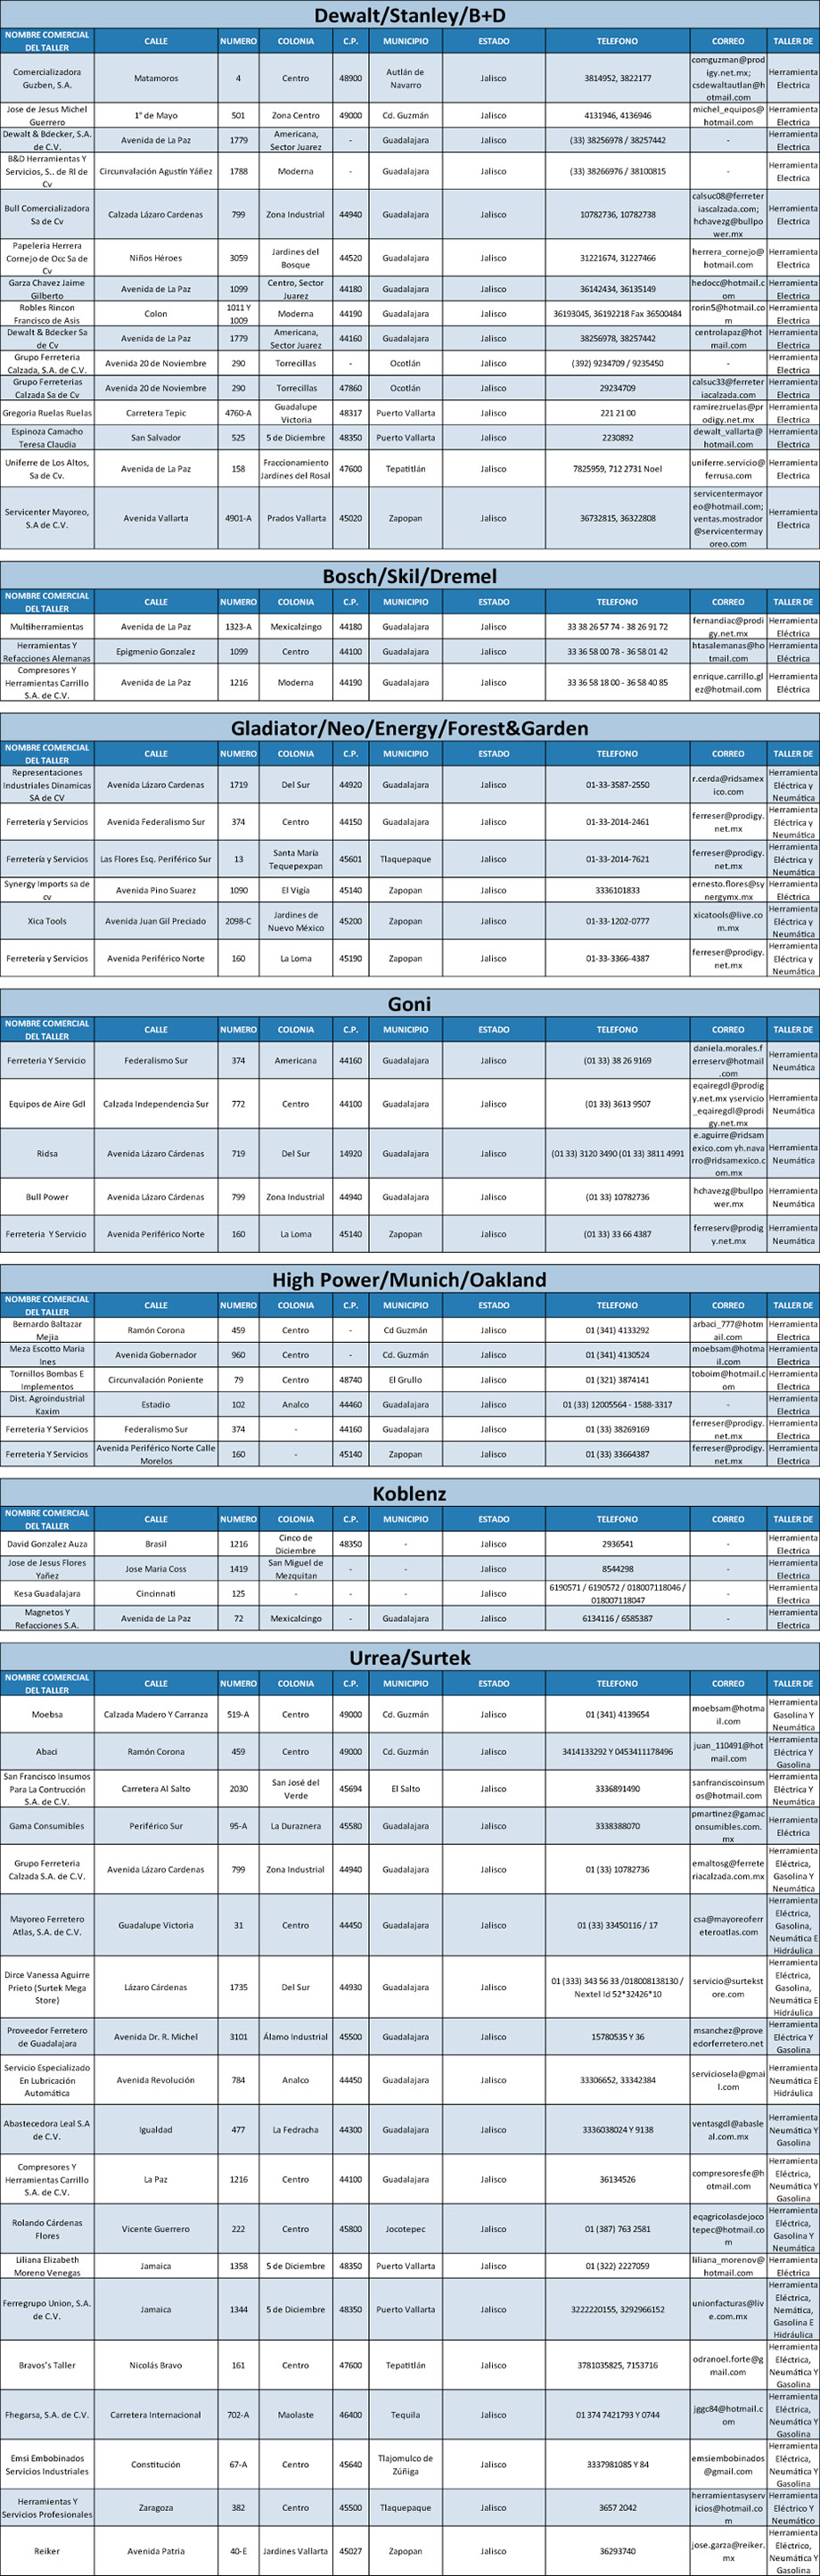 Dewalt/Stanley/B+D
NOMBRE COMERCIAL DEL TALLER CALLE NUMERO COLONIA C.P. MUNICIPIO ESTADO TELEFONO CORREO TALLER DE
Comercializadora Guzben, S.A. Matamoros 4 Centro 48900 Autlán de Navarro Jalisco 3814952, 3822177 comguzman@prodigy.net.mx; csdewaltautlan@hotmail.com Herramienta Electrica
Jose de Jesus Michel Guerrero 1° de Mayo 501 Zona Centro 49000 Cd. Guzmán Jalisco 4131946, 4136946 michel_equipos@hotmail.com Herramienta Electrica
Dewalt & Bdecker, S.A. de C.V. Avenida de La Paz 1779 Americana, Sector Juarez - Guadalajara Jalisco (33) 38256978 / 38257442 - Herramienta Electrica
B&D Herramientas Y Servicios, S.. de Rl de Cv Circunvalación Agustín Yáñez 1788 Moderna - Guadalajara Jalisco (33) 38266976 / 38100815 - Herramienta Electrica
Bull Comercializadora Sa de Cv Calzada Lázaro Cardenas 799 Zona Industrial 44940 Guadalajara Jalisco 10782736, 10782738 calsuc08@ferreteriascalzada.com; hchavezg@bullpower.mx Herramienta Electrica
Papeleria Herrera Cornejo de Occ Sa de Cv Niños Héroes 3059 Jardines del Bosque 44520 Guadalajara Jalisco 31221674, 31227466 herrera_cornejo@hotmail.com Herramienta Electrica
Garza Chavez Jaime Gilberto Avenida de La Paz 1099 Centro, Sector Juarez 44180 Guadalajara Jalisco 36142434, 36135149 hedocc@hotmail.com Herramienta Electrica
Robles Rincon Francisco de Asis Colon 1011 Y 1009 Moderna 44190 Guadalajara Jalisco 36193045, 36192218 Fax 36500484 rorin5@hotmail.com Herramienta Electrica
Dewalt & Bdecker Sa de Cv Avenida de La Paz 1779 Americana, Sector Juarez 44160 Guadalajara Jalisco 38256978, 38257442 centrolapaz@hotmail.com Herramienta Electrica
Grupo Ferreteria Calzada, S.A. de C.V. Avenida 20 de Noviembre 290 Torrecillas - Ocotlán Jalisco (392) 9234709 / 9235450 - Herramienta Electrica
Grupo Ferreterias Calzada Sa de Cv Avenida 20 de Noviembre 290 Torrecillas 47860 Ocotlán Jalisco 29234709 calsuc33@ferreteriacalzada.com Herramienta Electrica
Gregoria Ruelas Ruelas Carretera Tepic 4760-A Guadalupe Victoria 48317 Puerto Vallarta Jalisco 221 21 00 ramirezruelas@prodigy.net.mx Herramienta Electrica
Espinoza Camacho Teresa Claudia San Salvador 525 5 de Diciembre 48350 Puerto Vallarta Jalisco 2230892 dewalt_vallarta@hotmail.com Herramienta Electrica
Uniferre de Los Altos, Sa de Cv. Avenida de La Paz 158 Fraccionamiento Jardines del Rosal 47600 Tepatitlán Jalisco 7825959, 712 2731 Noel uniferre.servicio@ferrusa.com Herramienta Electrica
Servicenter Mayoreo, S.A de C.V. Avenida Vallarta 4901-A Prados Vallarta 45020 Zapopan Jalisco 36732815, 36322808 servicentermayoreo@hotmail.com; ventas.mostrador@servicentermayoreo.com Herramienta Electrica
Bosch/Skil/Dremel
NOMBRE COMERCIAL DEL TALLER CALLE NUMERO COLONIA C.P. MUNICIPIO ESTADO TELEFONO CORREO TALLER DE
Multiherramientas Avenida de La Paz 1323-A Mexicalzingo 44180 Guadalajara Jalisco 33 38 26 57 74 - 38 26 91 72 fernandiac@prodigy.net.mx Herramienta Eléctrica
Herramientas Y Refacciones Alemanas Epigmenio Gonzalez 1099 Centro 44100 Guadalajara Jalisco 33 36 58 00 78 - 36 58 01 42 htasalemanas@hotmail.com Herramienta Eléctrica
Compresores Y Herramientas Carrillo S.A. de C.V. Avenida de La Paz 1216 Moderna 44190 Guadalajara Jalisco 33 36 58 18 00 - 36 58 40 85 enrique.carrillo.glez@hotmail.com Herramienta Eléctrica
Gladiator/Neo/Energy/Forest&Garden
NOMBRE COMERCIAL DEL TALLER CALLE NUMERO COLONIA C.P. MUNICIPIO ESTADO TELEFONO CORREO TALLER DE
Representaciones Industriales Dinamicas SA de CV Avenida Lázaro Cardenas 1719 Del Sur 44920 Guadalajara Jalisco 01-33-3587-2550 r.cerda@ridsamexico.com Herramienta Eléctrica y Neumática
Ferretería y Servicios Avenida Federalismo Sur 374 Centro 44150 Guadalajara Jalisco 01-33-2014-2461 ferreser@prodigy.net.mx Herramienta Eléctrica y Neumática
Ferretería y Servicios Las Flores Esq. Periférico Sur 13 Santa María Tequepexpan 45601 Tlaquepaque Jalisco 01-33-2014-7621 ferreser@prodigy.net.mx Herramienta Eléctrica y Neumática
Synergy Imports sa de cv Avenida Pino Suarez 1090 El Vigía 45140 Zapopan Jalisco 3336101833 ernesto.flores@synergymx.mx Herramienta Eléctrica
Xica Tools Avenida Juan Gil Preciado 2098-C Jardines de Nuevo México 45200 Zapopan Jalisco 01-33-1202-0777 xicatools@live.com.mx Herramienta Eléctrica y Neumática
Ferretería y Servicios Avenida Periférico Norte 160 La Loma 45190 Zapopan Jalisco 01-33-3366-4387 ferreser@prodigy.net.mx Herramienta Eléctrica y Neumática
Goni
NOMBRE COMERCIAL DEL TALLER CALLE NUMERO COLONIA C.P. MUNICIPIO ESTADO TELEFONO CORREO TALLER DE
Ferreteria Y Servicio Federalismo Sur 374 Americana 44160 Guadalajara Jalisco (01 33) 38 26 9169 daniela.morales.ferreserv@hotmail.com Herramienta Neumática
Equipos de Aire Gdl Calzada Independencia Sur 772 Centro 44100 Guadalajara Jalisco (01 33) 3613 9507 eqairegdl@prodigy.net.mx yservicio_eqairegdl@prodigy.net.mx Herramienta Neumática
Ridsa Avenida Lázaro Cárdenas 719 Del Sur 14920 Guadalajara Jalisco (01 33) 3120 3490 (01 33) 3811 4991 e.aguirre@ridsamexico.com yh.navarro@ridsamexico.com.mx Herramienta Neumática
Bull Power Avenida Lázaro Cárdenas 799 Zona Industrial 44940 Guadalajara Jalisco (01 33) 10782736 hchavezg@bullpower.mx Herramienta Neumática
Ferreteria Y Servicio Avenida Periférico Norte 160 La Loma 45140 Zapopan Jalisco (01 33) 33 66 4387 ferreserv@prodigy.net.mx Herramienta Neumática
High Power/Munich/Oakland
NOMBRE COMERCIAL DEL TALLER CALLE NUMERO COLONIA C.P. MUNICIPIO ESTADO TELEFONO CORREO TALLER DE
Bernardo Baltazar Mejia Ramón Corona 459 Centro - Cd Guzmán Jalisco 01 (341) 4133292 arbaci_777@hotmail.com Herramienta Electrica
Meza Escotto Maria Ines Avenida Gobernador 960 Centro - Cd. Guzmán Jalisco 01 (341) 4130524 moebsam@hotmail.com Herramienta Electrica
Tornillos Bombas E Implementos Circunvalación Poniente 79 Centro 48740 El Grullo Jalisco 01 (321) 3874141 toboim@hotmail.com Herramienta Electrica
Dist. Agroindustrial Kaxim Estadio 102 Analco 44460 Guadalajara Jalisco 01 (33) 12005564 - 1588-3317 - Herramienta Electrica
Ferreteria Y Servicios Federalismo Sur 374 - 44160 Guadalajara Jalisco 01 (33) 38269169 ferreser@prodigy.net.mx Herramienta Electrica
Ferreteria Y Servicios Avenida Periférico Norte Calle Morelos 160 - 45140 Zapopan Jalisco 01 (33) 33664387 ferreser@prodigy.net.mx Herramienta Electrica
Koblenz
NOMBRE COMERCIAL DEL TALLER CALLE NUMERO COLONIA C.P. MUNICIPIO ESTADO TELEFONO CORREO TALLER DE
David Gonzalez Auza Brasil 1216 Cinco de Diciembre 48350 - Jalisco 2936541 - Herramienta Electrica
Jose de Jesus Flores Yañez Jose Maria Coss 1419 San Miguel de Mezquitan - - Jalisco 8544298 - Herramienta Electrica
Kesa Guadalajara Cincinnati 125 - - - Jalisco 6190571 / 6190572 / 018007118046 / 018007118047 - Herramienta Electrica
Magnetos Y Refacciones S.A. Avenida de La Paz 72 Mexicalcingo - Guadalajara Jalisco 6134116 / 6585387 - Herramienta Electrica
Urrea/Surtek
NOMBRE COMERCIAL DEL TALLER CALLE NUMERO COLONIA C.P. MUNICIPIO ESTADO TELEFONO CORREO TALLER DE
Moebsa Calzada Madero Y Carranza 519-A Centro 49000 Cd. Guzmán Jalisco 01 (341) 4139654 moebsam@hotmail.com Herramienta Gasolina Y Neumática
Abaci Ramón Corona 459 Centro 49000 Cd. Guzmán Jalisco 3414133292 Y 0453411178496 juan_110491@hotmail.com Herramienta Eléctrica Y Gasolina
San Francisco Insumos Para La Contrucción S.A. de C.V. Carretera Al Salto 2030 San José del Verde 45694 El Salto Jalisco 3336891490 sanfranciscoinsumos@hotmail.com Herramienta Eléctrica Y Neumática
Gama Consumibles Periférico Sur 95-A La Duraznera 45580 Guadalajara Jalisco 3338388070 pmartinez@gamaconsumibles.com.mx Herramienta Eléctrica
Grupo Ferreteria Calzada S.A. de C.V. Avenida Lázaro Cardenas 799 Zona Industrial 44940 Guadalajara Jalisco 01 (33) 10782736 emaltosg@ferreteriacalzada.com.mx Herramienta Eléctrica, Gasolina Y Neumática
Mayoreo Ferretero Atlas, S.A. de C.V. Guadalupe Victoria 31 Centro 44450 Guadalajara Jalisco 01 (33) 33450116 / 17 csa@mayoreoferreteroatlas.com Herramienta Eléctrica, Gasolina, Neumática E Hidráulica
Dirce Vanessa Aguirre Prieto (Surtek Mega Store) Lázaro Cárdenas 1735 Del Sur 44930 Guadalajara Jalisco 01 (333) 343 56 33 /018008138130 / Nextel Id 52*32426*10 servicio@surtekstore.com Herramienta Eléctrica, Gasolina, Neumática E Hidráulica
Proveedor Ferretero de Guadalajara Avenida Dr. R. Michel 3101 Álamo Industrial 45500 Guadalajara Jalisco 15780535 Y 36 msanchez@proveedorferretero.net Herramienta Eléctrica Y Gasolina
Servicio Especializado En Lubricación Automática Avenida Revolución 784 Analco 44450 Guadalajara Jalisco 33306652, 33342384 serviciosela@gmail.com Herramienta Neumática E Hidráulica
Abastecedora Leal S.A de C.V. Igualdad 477 La Fedracha 44300 Guadalajara Jalisco 3336038024 Y 9138 ventasgdl@abasleal.com.mx Herramienta Neumática Y Gasolina
Compresores Y Herramientas Carrillo S.A. de C.V. La Paz 1216 Centro 44100 Guadalajara Jalisco 36134526 compresoresfe@hotmail.com Herramienta Eléctrica, Neumática Y Gasolina
Rolando Cárdenas Flores Vicente Guerrero 222 Centro 45800 Jocotepec Jalisco 01 (387) 763 2581 eqagricolasdejocotepec@hotmail.com Herramienta Eléctrica, Gasolina Y Neumática
Liliana Elizabeth Moreno Venegas Jamaica 1358 5 de Diciembre 48350 Puerto Vallarta Jalisco 01 (322) 2227059 liliana_morenov@hotmail.com Herramienta Eléctrica
Ferregrupo Union, S.A. de C.V. Jamaica 1344 5 de Diciembre 48350 Puerto Vallarta Jalisco 3222220155, 3292966152 unionfacturas@live.com.mx Herramienta Eléctrica, Nemática, Gasolina E Hidráulica
Bravos's Taller Nicolás Bravo 161 Centro 47600 Tepatitlán Jalisco 3781035825, 7153716 odranoel.forte@gmail.com Herramienta Eléctrica, Neumática Y Gasolina
Fhegarsa, S.A. de C.V. Carretera Internacional 702-A Maolaste 46400 Tequila Jalisco 01 374 7421793 Y 0744 jggc84@hotmail.com Herramienta Eléctrica, Neumática Y Gasolina
Emsi Embobinados Servicios Industriales Constitución 67-A Centro 45640 Tlajomulco de Zúñiga Jalisco 3337981085 Y 84 emsiembobinados@gmail.com Herramienta Eléctrica, Neumática Y Gasolina
Herramientas Y Servicios Profesionales Zaragoza 382 Centro 45500 Tlaquepaque Jalisco 3657 2042 herramientasyservicios@hotmail.com Herramienta Eléctrico Y Neumático
Reiker Avenida Patria 40-E Jardines Vallarta 45027 Zapopan Jalisco 36293740 jose.garza@reiker.mx Herramienta Eléctrico, Neumática Y Gasolina